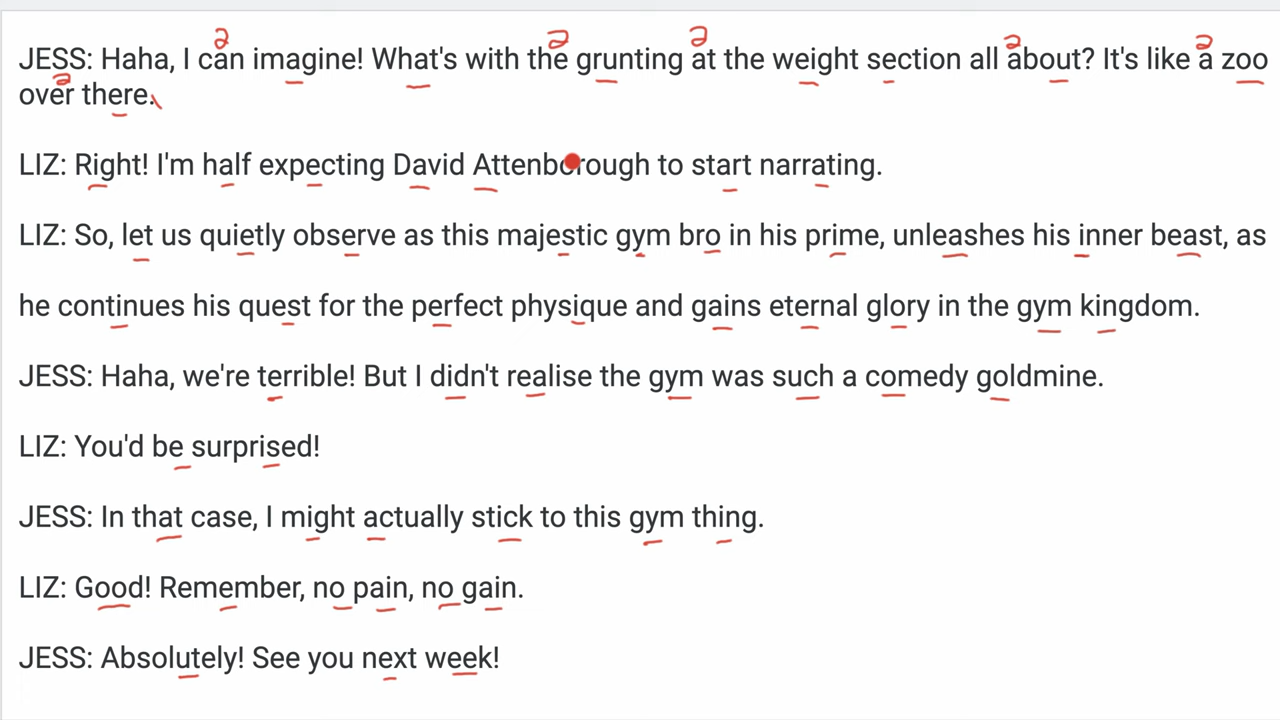 JESS: Haha, I can imagine! What's with the grunting at the weight section all about? It's like a zoo
over there.
LIZ: Right! I'm half expecting David Attenborough to start narrating.
LIZ: So, let us quietly observe as this majestic gym bro in his prime, unleashes his inner beast, as
he continues his quest for the perfect physique and gains eternal glory in the gym kingdom.
JESS: Haha, we're terrible! But I didn't realise the gym was such a comedy goldmine.
LIZ: You'd be surprised!
JESS: In that case, I might actually stick to this gym thing.
LIZ: Good! Remember, no pain, no gain.
JESS: Absolutely! See you next week!